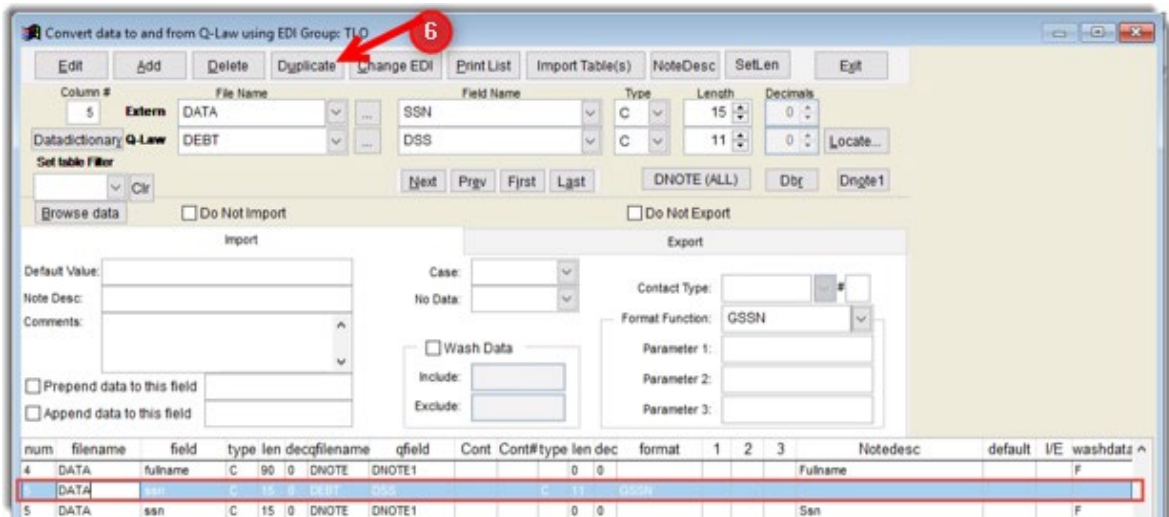 Convert data to and from Q-Law using EDI Group: TLO
6
Edit Add Delete Duplicate Change EDI Print List Import Table(s) NoteDesc SetLen Exit
Column # File Name Field Name Type Length Decimals
5 Extern DATA ... SSN C 15 0
Datadictionary Q-Law DEBT ... DSS C 11 0 Locate...
Set table Filter
Clr Next Prev First Last DNOTE (ALL) Dbr Dnote1
Browse data Do Not Import Do Not Export
Import Export
Default Value: Case:
Contact Type: #
Note Desc: No Data:
Comments: Format Function: GSSN
Wash Data Parameter 1:
Prepend data to this field Include: Parameter 2:
Append data to this field Exclude: Parameter 3:
num filename field type len dec qfilename qfield Cont Cont# type len dec format 1 2 3 Notedesc default I/E washdata
4 DATA fullname C 90 0 DNOTE DNOTE1 0 0 Fullname F
5 DATA ssn C 15 0 DEBT DSS C 11 GSSN
5 DATA ssn C 15 0 DNOTE DNOTE1 0 0 Ssn F